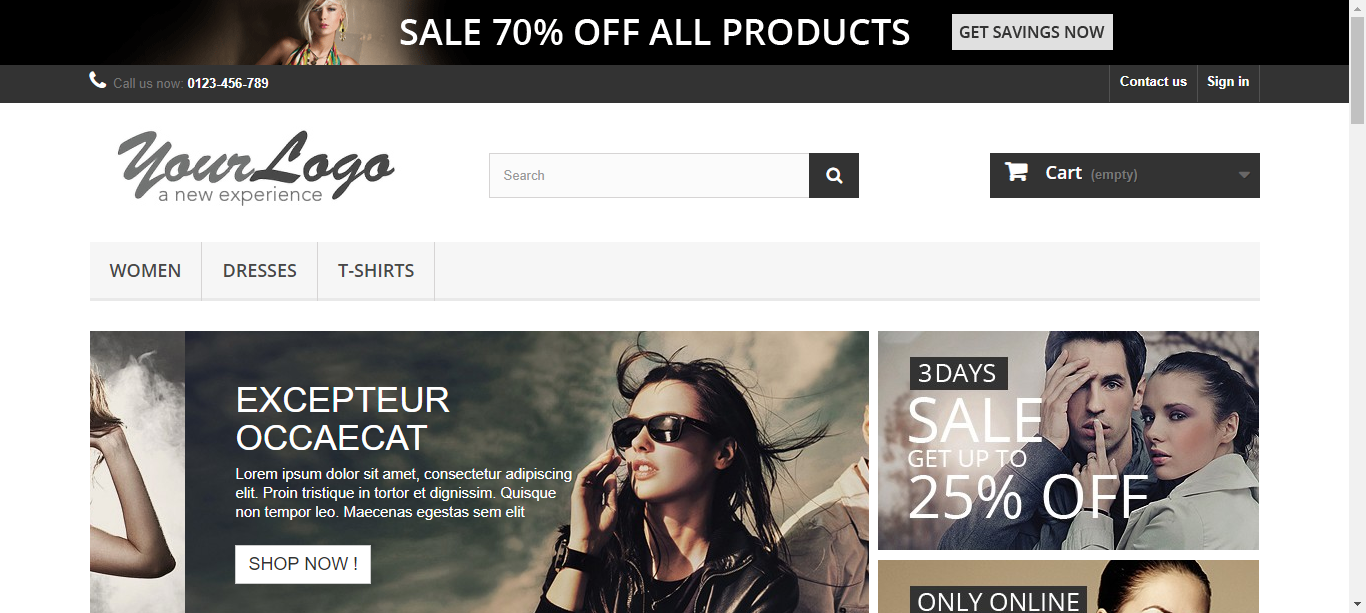 SALE 70% OFF ALL PRODUCTS
GET SAVINGS NOW
Call us now: 0123-456-789
Contact us
Sign in
YourLogo
a new experience
Search
Cart (empty)
WOMEN
DRESSES
T-SHIRTS
EXCEPTEUR
OCCAECAT
Lorem ipsum dolor sit amet, consectetur adipiscing
elit. Proin tristique in tortor et dignissim. Quisque
non tempor leo. Maecenas egestas sem elit
SHOP NOW !
3 DAYS
SALE
GET UP TO
25% OFF
ONLY ONLINE